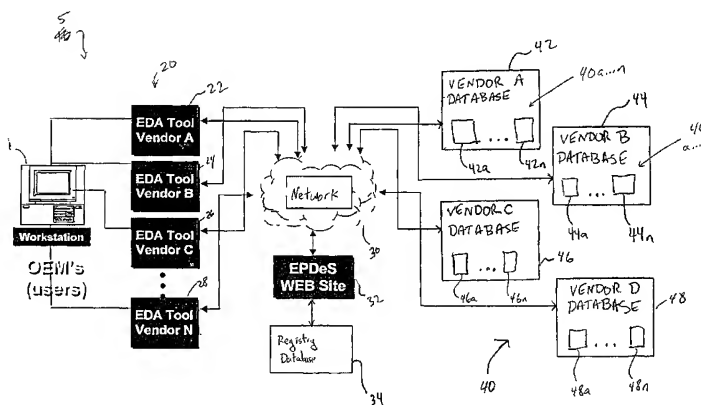 5
20
22
EDA Tool
Vendor A
24
EDA Tool
Vendor B
26
EDA Tool
Vendor C
28
EDA Tool
Vendor N
1
Workstation
OEM's
(users)
Network
30
EPDeS
WEB Site
32
Registry
Database
34
42
VENDOR A
DATABASE
40a...n
42a
...
42n
44
VENDOR B
DATABASE
40
a...n
44a
...
44n
VENDOR C
DATABASE
46
46a
...
46n
VENDOR D
DATABASE
48
48a
...
48n
40